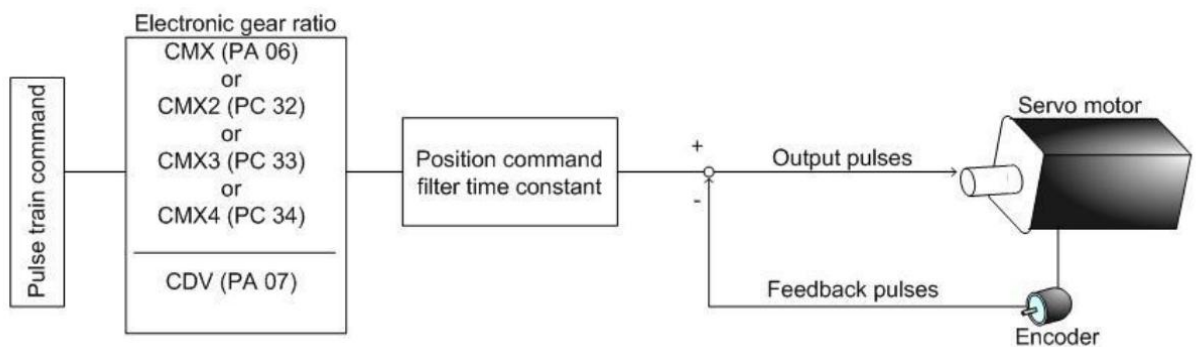 Electronic gear ratio
Pulse train command
CMX (PA 06)
or
CMX2 (PC 32)
or
CMX3 (PC 33)
or
CMX4 (PC 34)
CDV (PA 07)
Position command
filter time constant
+
-
Output pulses
Servo motor
Feedback pulses
Encoder